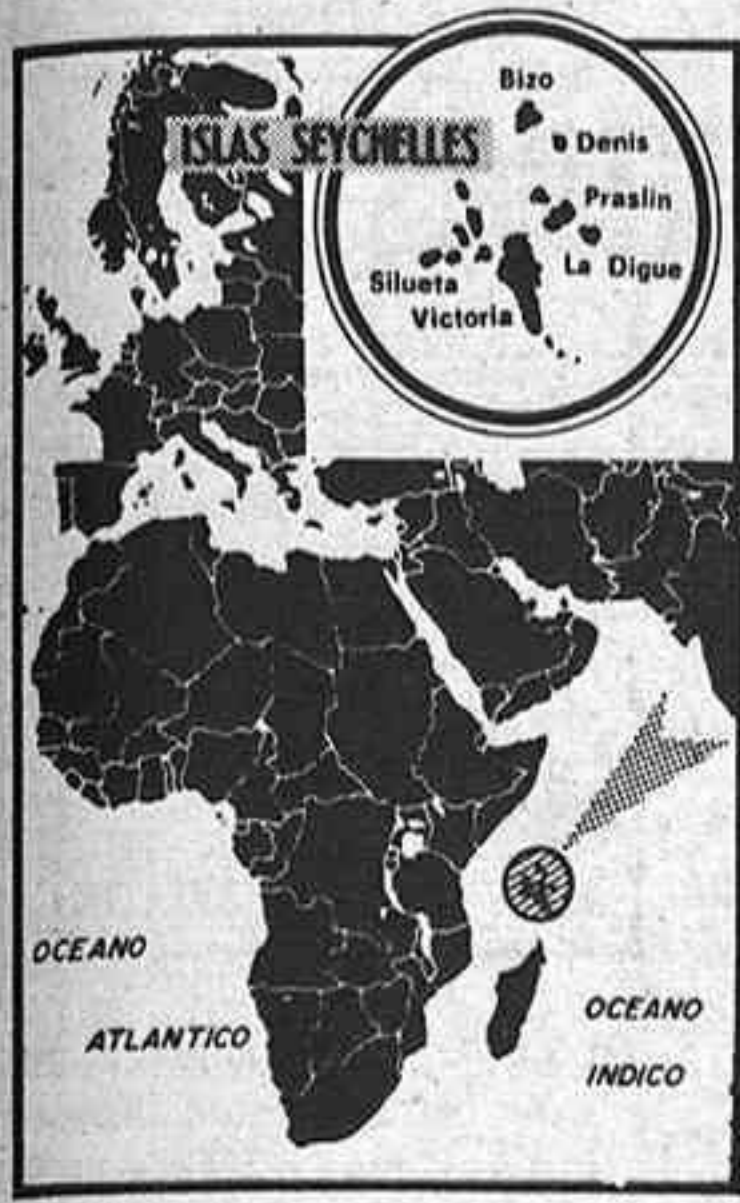 ISLAS SEYCHELLES
Bizo
Denis
Praslin
La Digue
Silueta
Victoria
OCEANO
ATLANTICO
OCEANO
INDICO